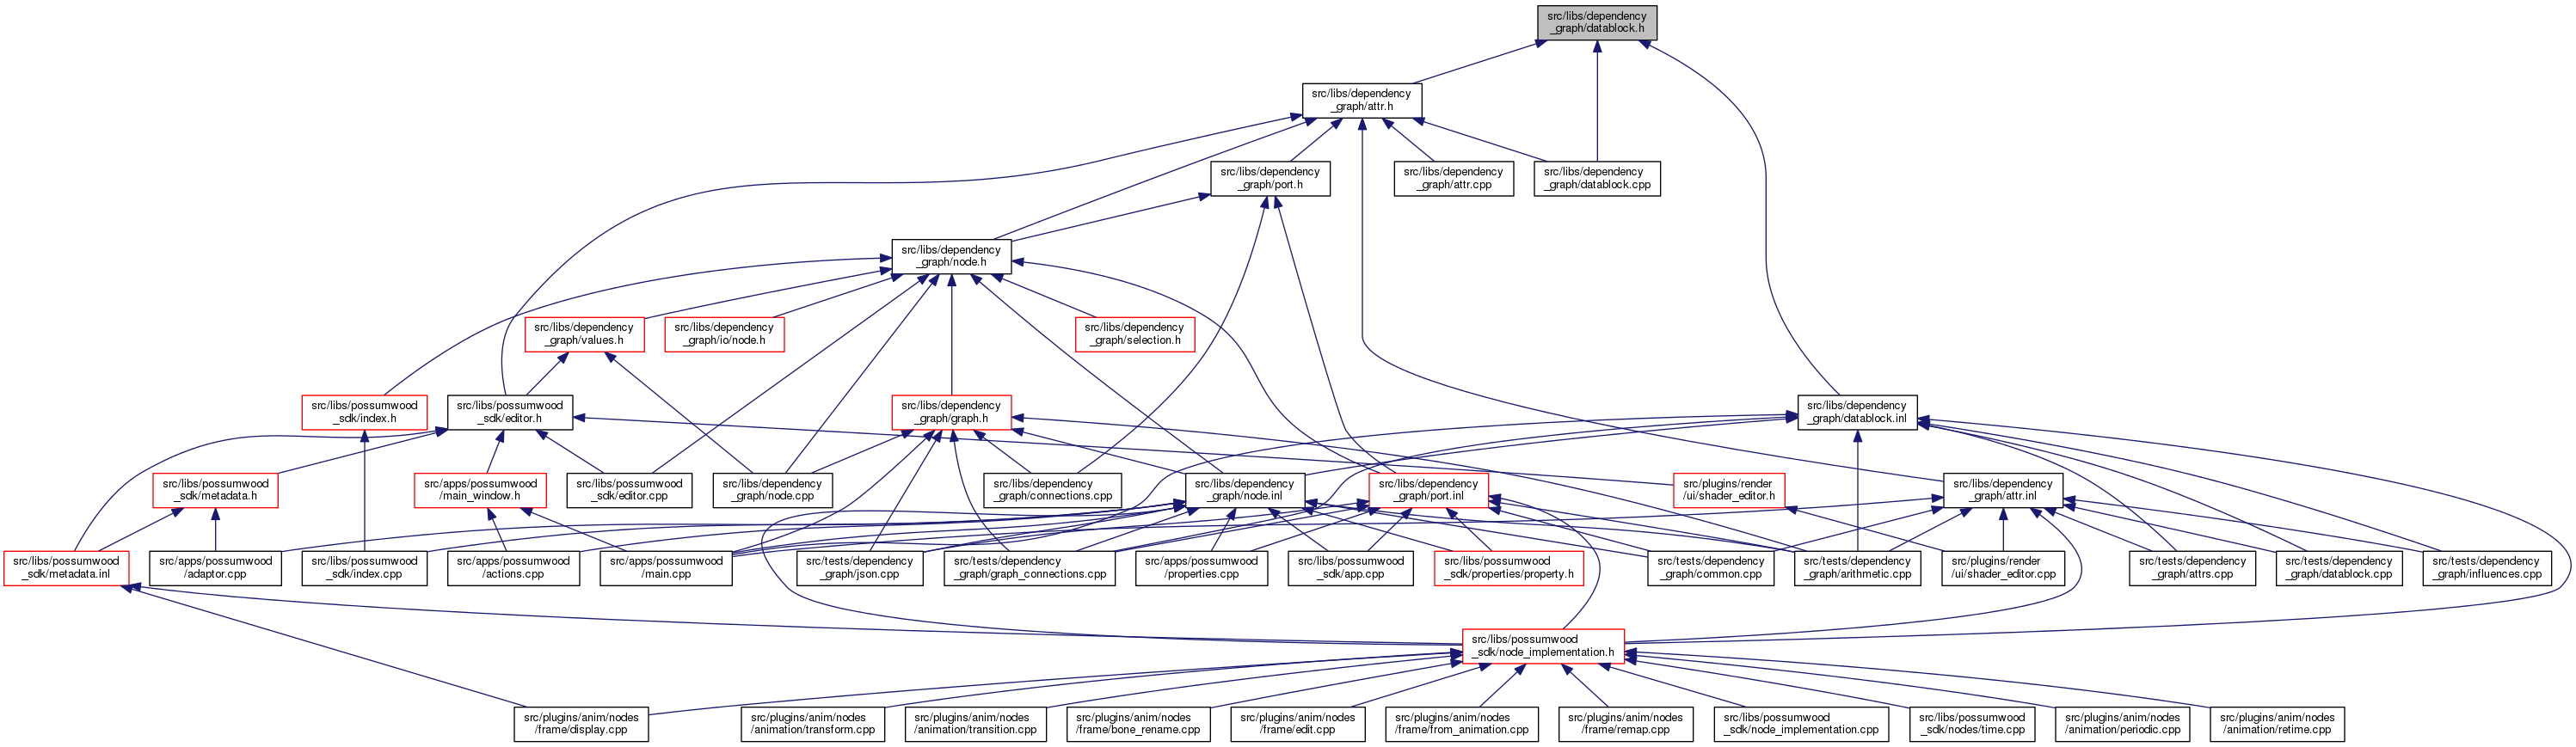 src/libs/dependency
_graph/datablock.h
src/libs/dependency
_graph/attr.h
src/libs/dependency
_graph/port.h
src/libs/dependency
_graph/attr.cpp
src/libs/dependency
_graph/datablock.cpp
src/libs/dependency
_graph/node.h
src/libs/dependency
_graph/values.h
src/libs/dependency
_graph/io/node.h
src/libs/dependency
_graph/selection.h
src/libs/possumwood
_sdk/index.h
src/libs/possumwood
_sdk/editor.h
src/libs/dependency
_graph/graph.h
src/libs/dependency
_graph/datablock.inl
src/libs/possumwood
_sdk/metadata.h
src/apps/possumwood
/main_window.h
src/libs/possumwood
_sdk/editor.cpp
src/libs/dependency
_graph/node.cpp
src/libs/dependency
_graph/connections.cpp
src/libs/dependency
_graph/node.inl
src/libs/dependency
_graph/port.inl
src/plugins/render
/ui/shader_editor.h
src/libs/dependency
_graph/attr.inl
src/libs/possumwood
_sdk/metadata.inl
src/apps/possumwood
/adaptor.cpp
src/libs/possumwood
_sdk/index.cpp
src/apps/possumwood
/actions.cpp
src/apps/possumwood
/main.cpp
src/tests/dependency
_graph/json.cpp
src/tests/dependency
_graph/graph_connections.cpp
src/apps/possumwood
/properties.cpp
src/libs/possumwood
_sdk/app.cpp
src/libs/possumwood
_sdk/properties/property.h
src/tests/dependency
_graph/common.cpp
src/tests/dependency
_graph/arithmetic.cpp
src/plugins/render
/ui/shader_editor.cpp
src/tests/dependency
_graph/attrs.cpp
src/tests/dependency
_graph/datablock.cpp
src/tests/dependency
_graph/influences.cpp
src/libs/possumwood
_sdk/node_implementation.h
src/plugins/anim/nodes
/frame/display.cpp
src/plugins/anim/nodes
/animation/transform.cpp
src/plugins/anim/nodes
/animation/transition.cpp
src/plugins/anim/nodes
/frame/bone_rename.cpp
src/plugins/anim/nodes
/frame/edit.cpp
src/plugins/anim/nodes
/frame/from_animation.cpp
src/plugins/anim/nodes
/frame/remap.cpp
src/libs/possumwood
_sdk/node_implementation.cpp
src/libs/possumwood
_sdk/nodes/time.cpp
src/plugins/anim/nodes
/animation/periodic.cpp
src/plugins/anim/nodes
/animation/retime.cpp